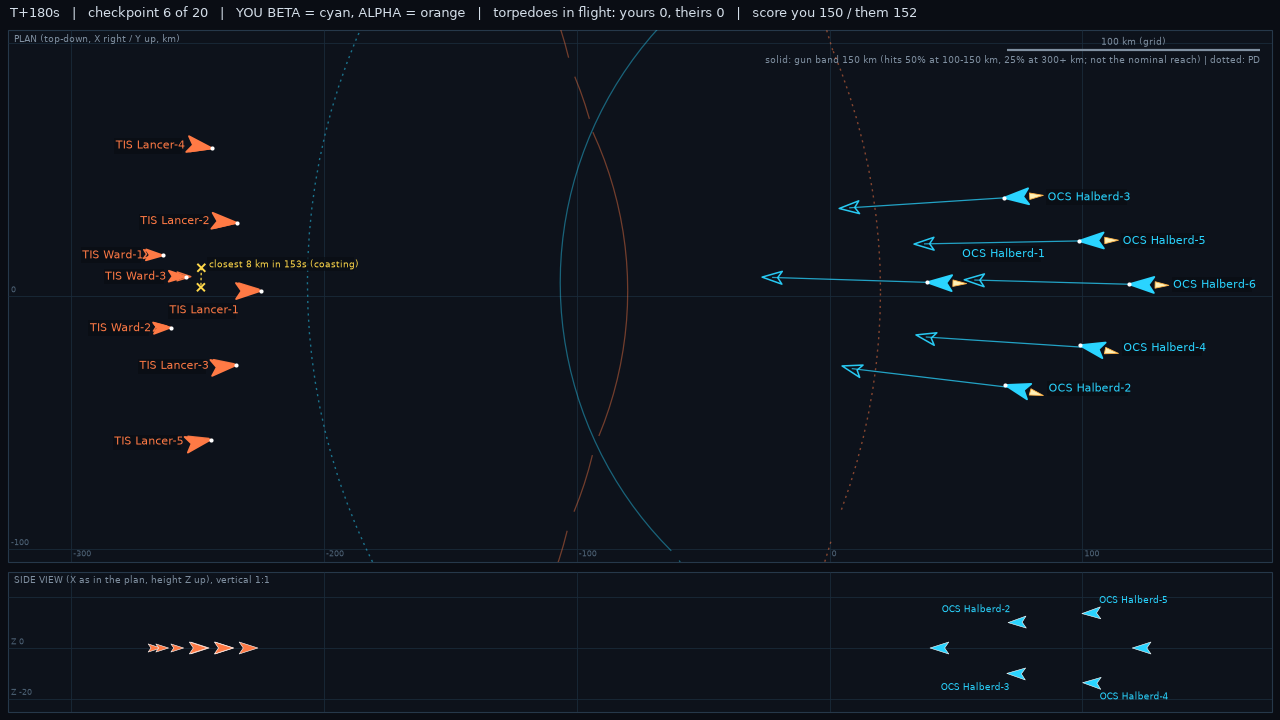 T+180s | checkpoint 6 of 20 | YOU BETA = cyan, ALPHA = orange | torpedoes in flight: yours 0, theirs 0 | score you 150 / them 152
PLAN (top-down, X right / Y up, km)
100 km (grid)
solid: gun band 150 km (hits 50% at 100-150 km, 25% at 300+ km; not the nominal reach) | dotted: PD
TIS Lancer-4
OCS Halberd-3
TIS Lancer-2
OCS Halberd-5
TIS Ward-1
OCS Halberd-1
closest 8 km in 153s (coasting)
TIS Ward-3
OCS Halberd-6
0
TIS Lancer-1
TIS Ward-2
OCS Halberd-4
TIS Lancer-3
OCS Halberd-2
TIS Lancer-5
-100
-300
-200
-100
0
100
SIDE VIEW (X as in the plan, height Z up), vertical 1:1
OCS Halberd-5
OCS Halberd-2
Z 0
OCS Halberd-3
Z -20
OCS Halberd-4